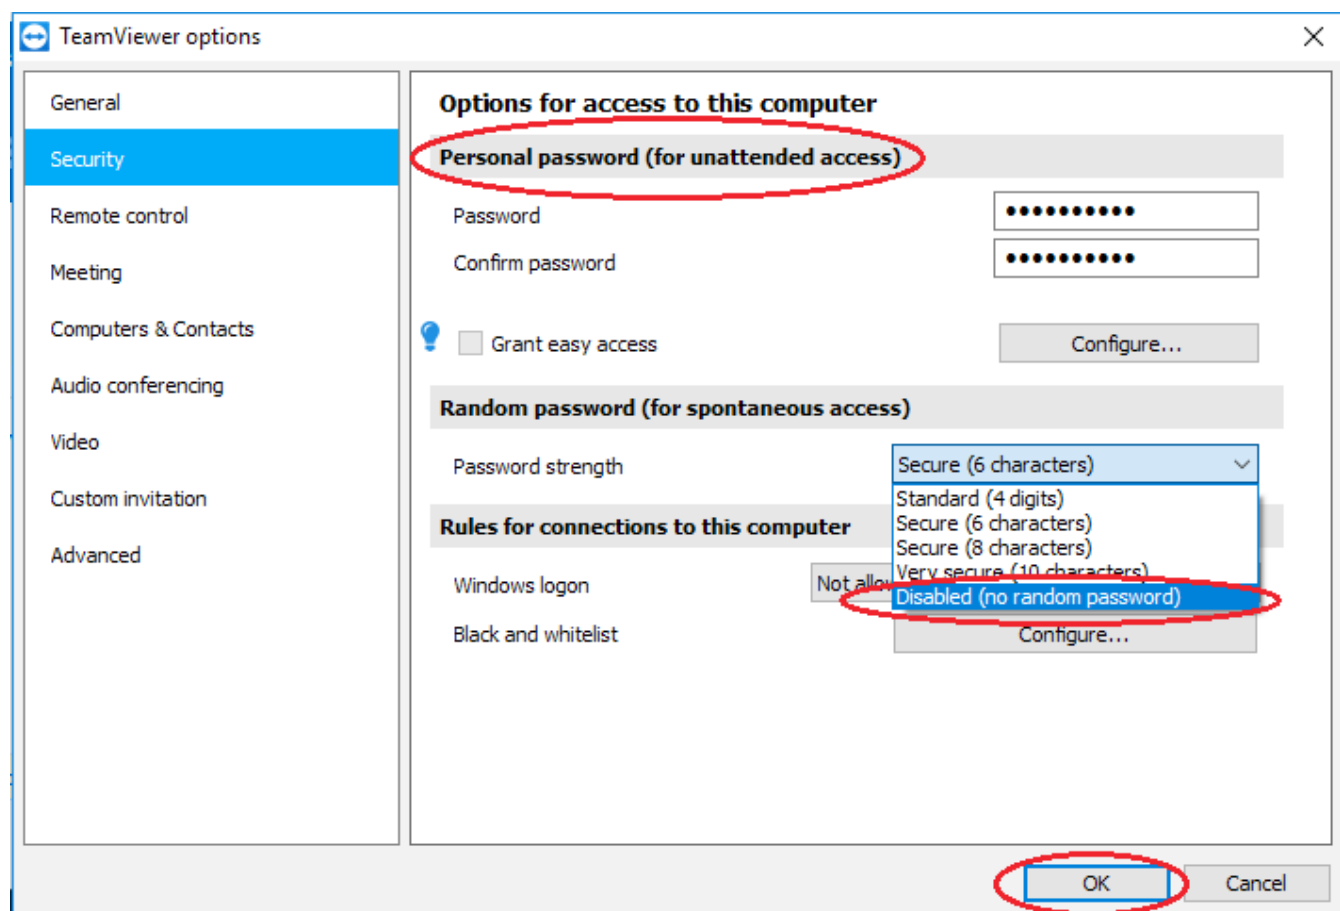 TeamViewer options
General
Security
Remote control
Meeting
Computers & Contacts
Audio conferencing
Video
Custom invitation
Advanced
Options for access to this computer
Personal password (for unattended access)
Password ••••••••••
Confirm password ••••••••••
Grant easy access Configure...
Random password (for spontaneous access)
Password strength Secure (6 characters)
Standard (4 digits)
Secure (6 characters)
Secure (8 characters)
Very secure (10 characters)
Disabled (no random password)
Rules for connections to this computer
Windows logon Not allow
Black and whitelist Configure...
OK Cancel